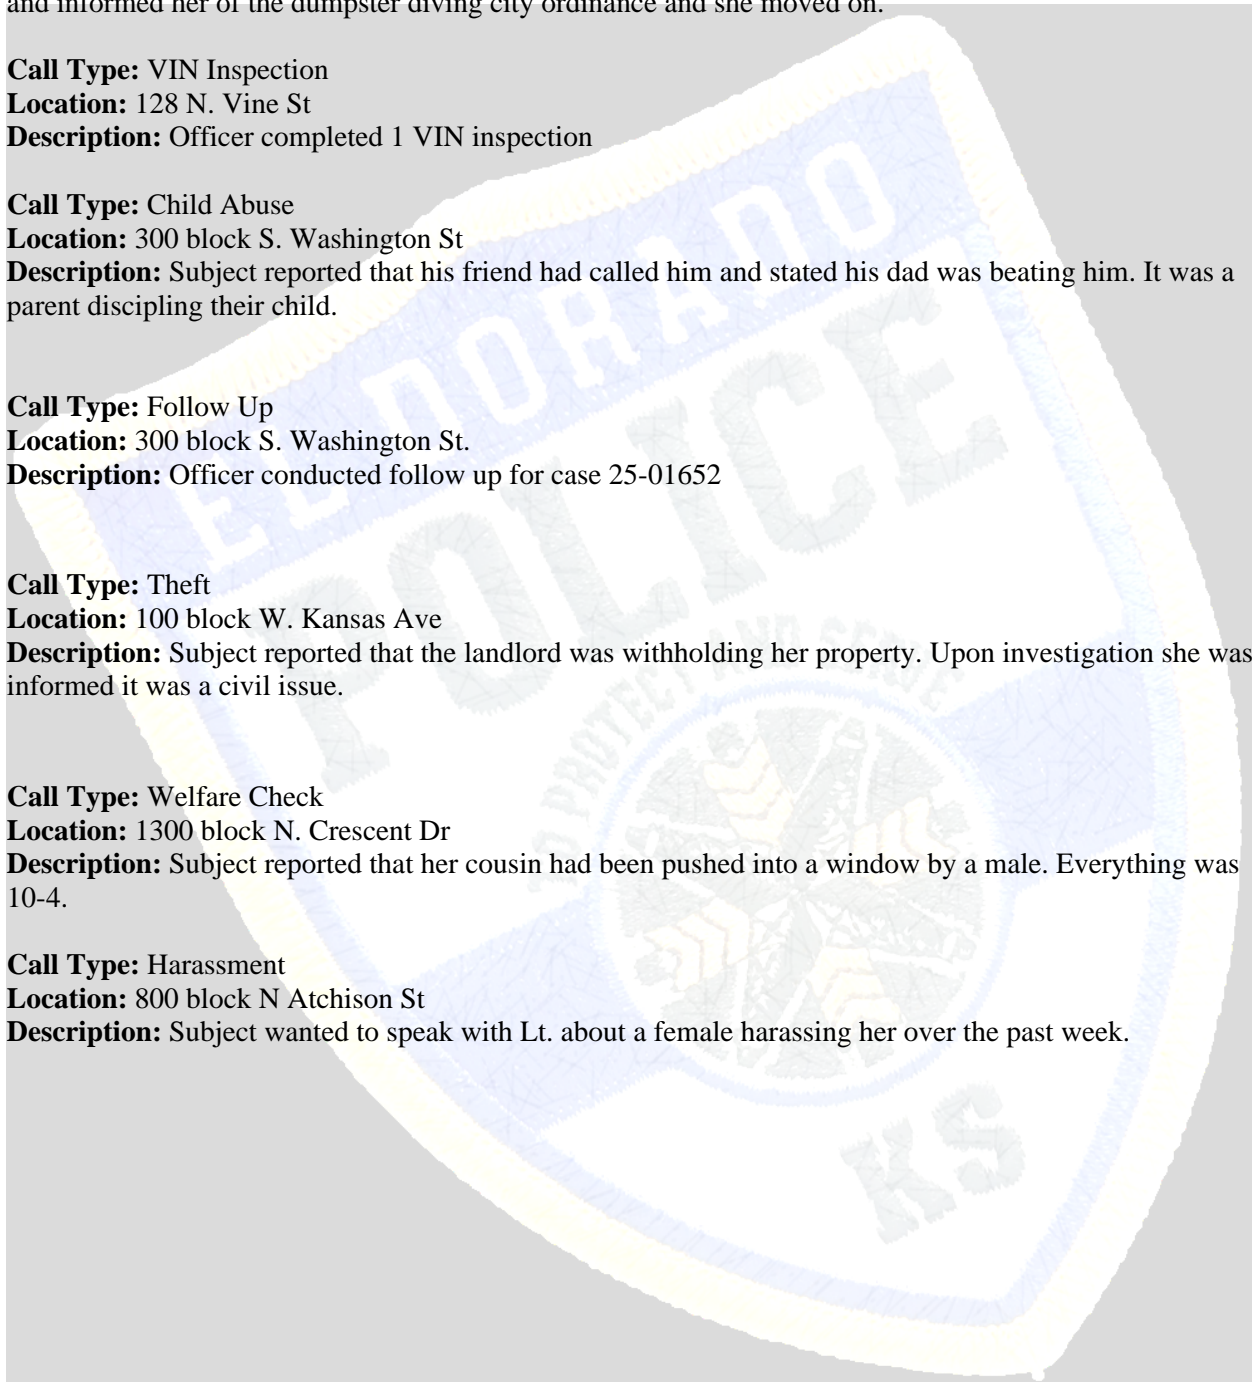 and informed her of the dumpster diving city ordinance and she moved on.
Call Type: VIN Inspection
Location: 128 N. Vine St
Description: Officer completed 1 VIN inspection
Call Type: Child Abuse
Location: 300 block S. Washington St
Description: Subject reported that his friend had called him and stated his dad was beating him. It was a
parent discipling their child.
Call Type: Follow Up
Location: 300 block S. Washington St.
Description: Officer conducted follow up for case 25-01652
Call Type: Theft
Location: 100 block W. Kansas Ave
Description: Subject reported that the landlord was withholding her property. Upon investigation she was
informed it was a civil issue.
Call Type: Welfare Check
Location: 1300 block N. Crescent Dr
Description: Subject reported that her cousin had been pushed into a window by a male. Everything was
10-4.
Call Type: Harassment
Location: 800 block N Atchison St
Description: Subject wanted to speak with Lt. about a female harassing her over the past week.
EL DORADO
POLICE
TO PROTECT AND SERVE
KS